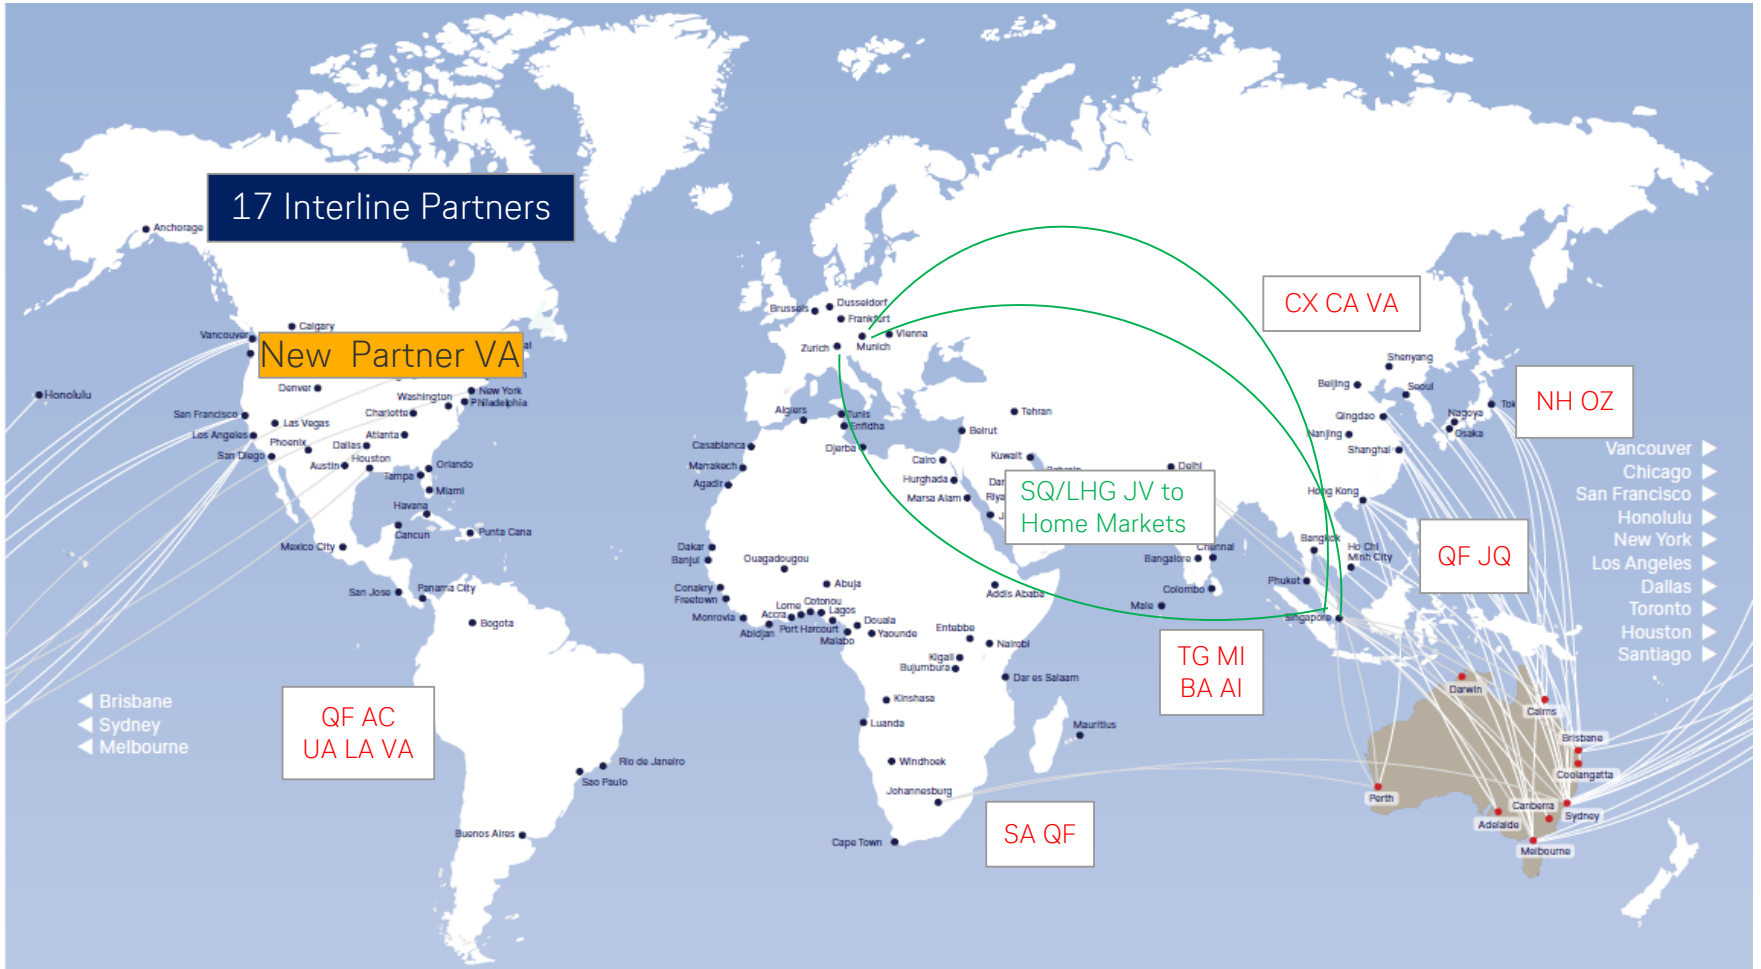 17 Interline Partners
Anchorage
Dusseldorf
Brussels
Frankfurt
CX CA VA
Calgary
Vancouver
Vienna
Zurich
Munich
New Partner VA
Shenyang
Denver
Beijing
Seoul
Honolulu
New York
Washington
Philadelphia
NH OZ
San Francisco
Charlotte
Algiers
Tunis
Tehran
Qingdao
Nagoya
Las Vegas
Enfidha
Osaka
Los Angeles
Atlanta
Beirut
Nanjing
Phoenix
Dallas
Casablanca
Djerba
Shanghai
Vancouver
San Diego
Houston
Kuwait
Austin
Orlando
Marrakech
Cairo
Delhi
Chicago
Tampa
Hurghada
Agadir
SQ/LHG JV to
Home Markets
Miami
Marsa Alam
Hong Kong
San Francisco
Havana
Honolulu
Cancun
Punta Cana
New York
Mexico City
Dakar
Bangkok
Ho Chi
Minh City
QF JQ
Banjul
Ouagadougou
Bangalore
Chennai
Los Angeles
San Jose
Panama City
Conakry
Abuja
Addis Ababa
Phuket
Dallas
Freetown
Colombo
Lome
Cotonou
Male
Toronto
Monrovia
Accra
Lagos
Singapore
Bogota
Abidjan
Port Harcourt
Douala
Houston
Malabo
Yaounde
Entebbe
Nairobi
Santiago
Kigali
Bujumbura
TG MI
BA AI
Dar es Salaam
Darwin
Brisbane
Kinshasa
Cairns
Sydney
QF AC
UA LA VA
Luanda
Mauritius
Melbourne
Brisbane
Rio de Janeiro
Windhoek
Coolangatta
Sao Paulo
Johannesburg
Perth
Canberra
Sydney
Buenos Aires
SA QF
Adelaide
Cape Town
Melbourne